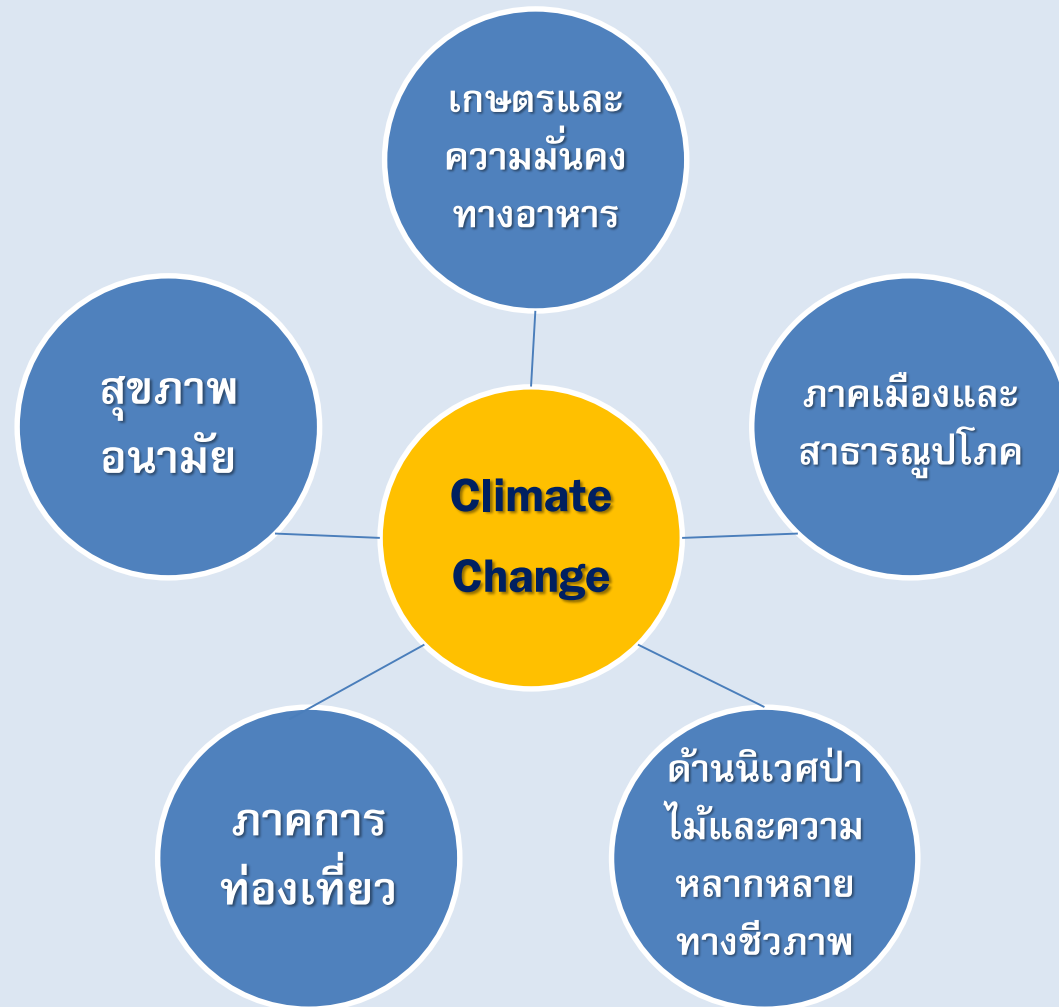 เกษตรและ
ความมั่นคง
ทางอาหาร
สุขภาพ
อนามัย
ภาคเมืองและ
สาธารณูปโภค
Climate
Change
ภาคการ
ท่องเที่ยว
ด้านนิเวศป่า
ไม้และความ
หลากหลาย
ทางชีวภาพ